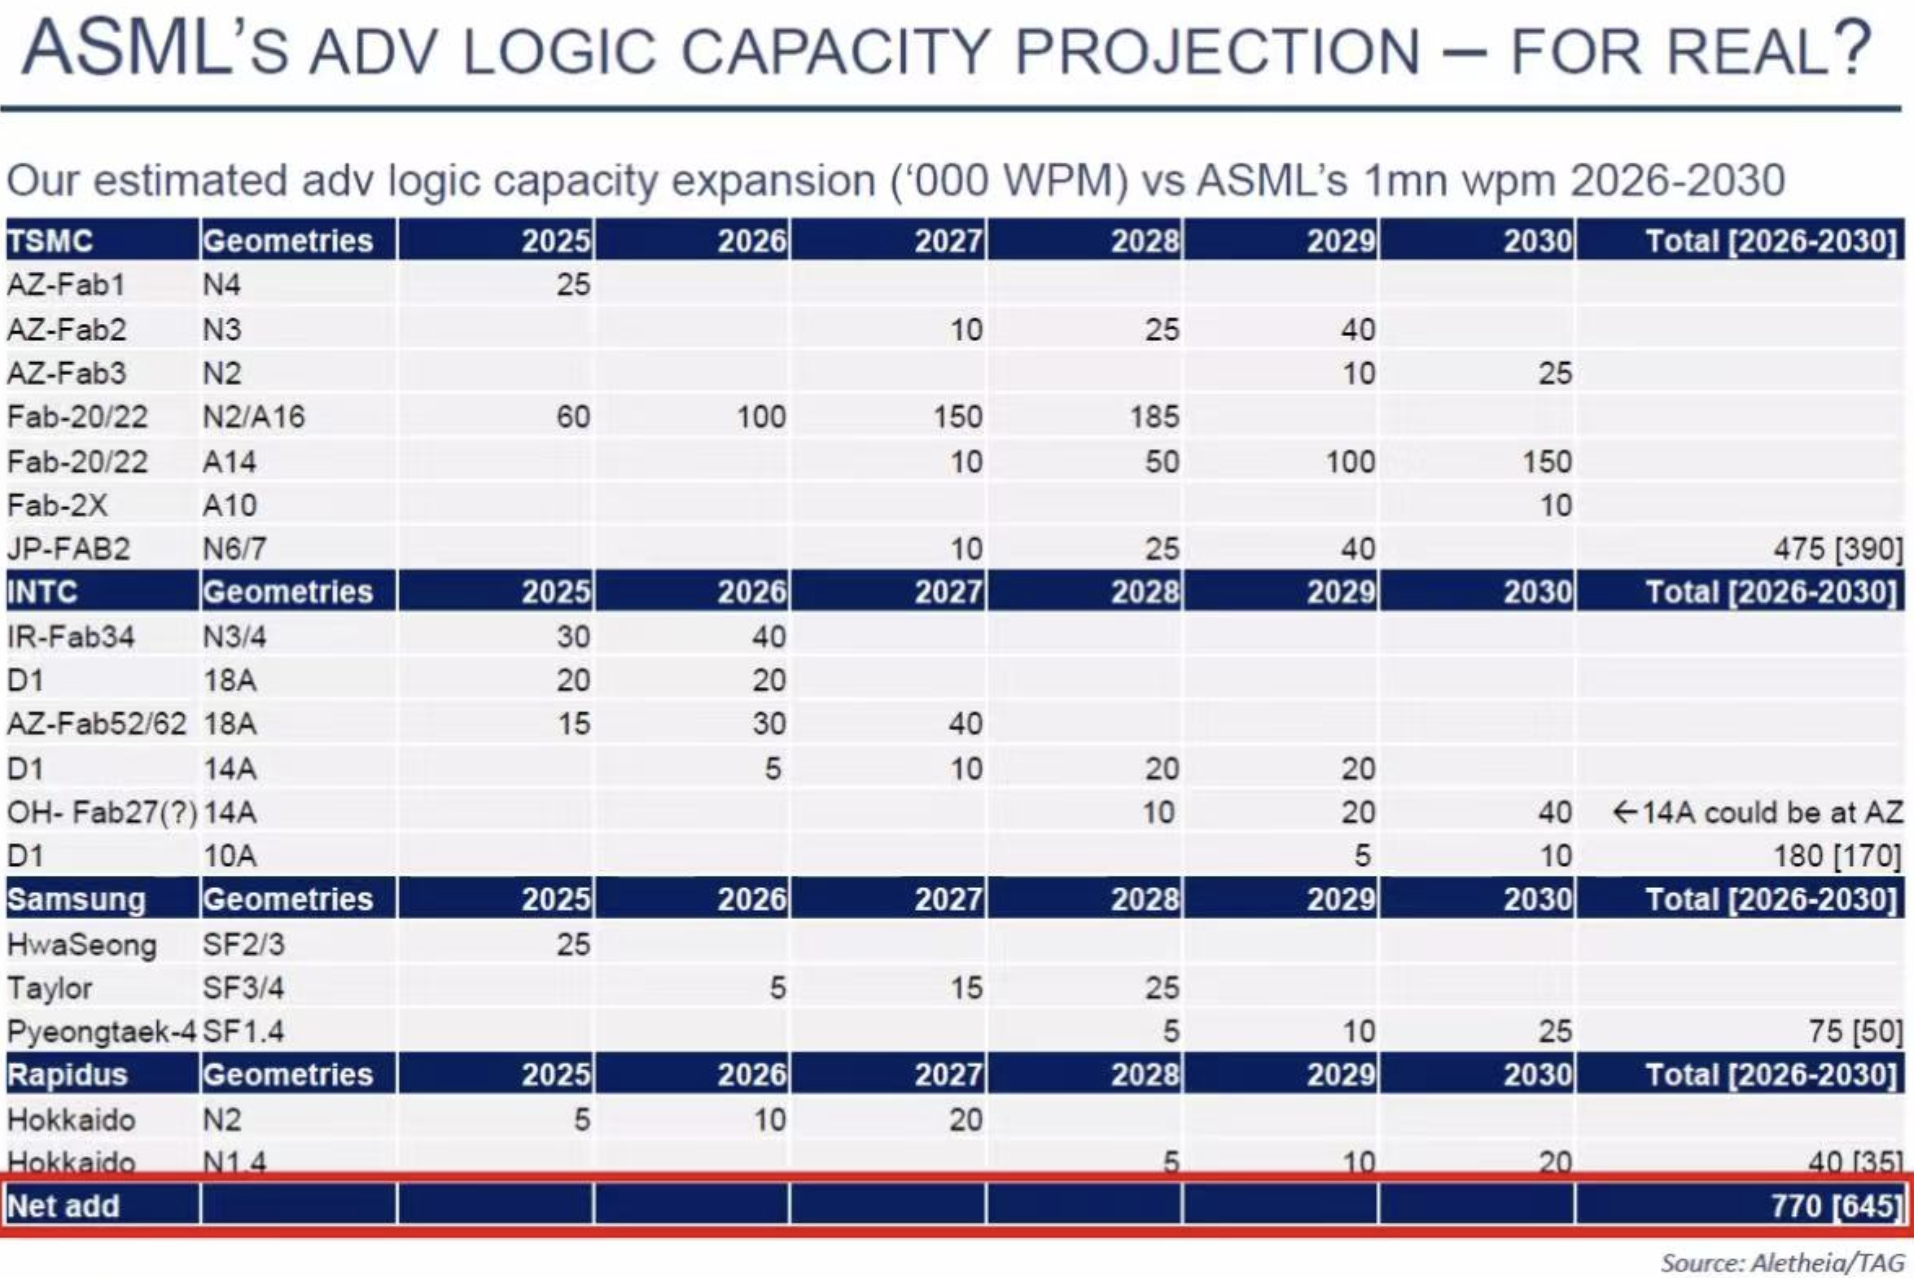 ASML'S ADV LOGIC CAPACITY PROJECTION – FOR REAL?
Our estimated adv logic capacity expansion ('000 WPM) vs ASML's 1mn wpm 2026-2030
TSMC Geometries 2025 2026 2027 2028 2029 2030 Total [2026-2030]
AZ-Fab1 N4 25
AZ-Fab2 N3 10 25 40
AZ-Fab3 N2 10 25
Fab-20/22 N2/A16 60 100 150 185
Fab-20/22 A14 10 50 100 150
Fab-2X A10 10
JP-FAB2 N6/7 10 25 40 475 [390]
INTC Geometries 2025 2026 2027 2028 2029 2030 Total [2026-2030]
IR-Fab34 N3/4 30 40
D1 18A 20 20
AZ-Fab52/62 18A 15 30 40
D1 14A 5 10 20 20
OH- Fab27(?) 14A 10 20 40 ←14A could be at AZ
D1 10A 5 10 180 [170]
Samsung Geometries 2025 2026 2027 2028 2029 2030 Total [2026-2030]
HwaSeong SF2/3 25
Taylor SF3/4 5 15 25
Pyeongtaek-4 SF1.4 5 10 25 75 [50]
Rapidus Geometries 2025 2026 2027 2028 2029 2030 Total [2026-2030]
Hokkaido N2 5 10 20
Hokkaido N1.4 5 10 20 40 [35]
Net add 770 [645]
Source: Aletheia/TAG